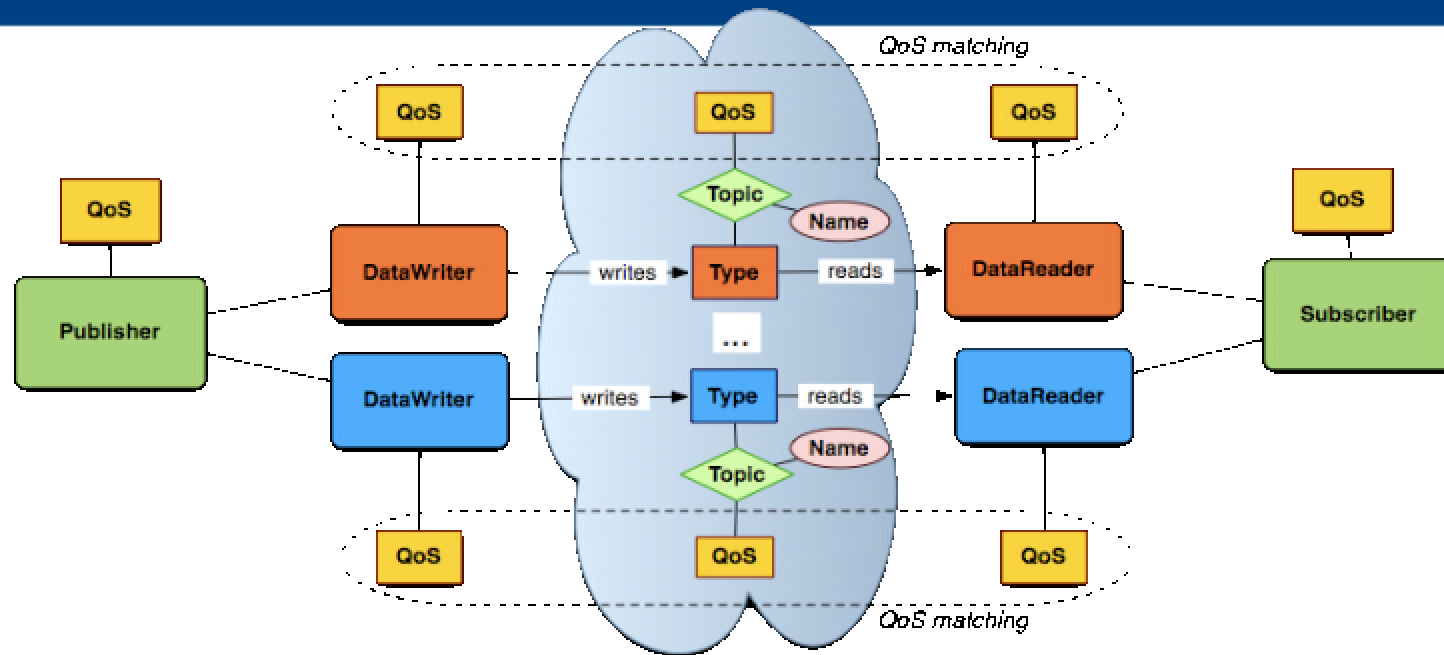 QoS matching
QoS
QoS
QoS
QoS
QoS
Topic
Name
DataWriter
writes
Type
reads
DataReader
Publisher
...
Subscriber
DataWriter
writes
Type
reads
DataReader
Name
Topic
QoS
QoS
QoS
QoS matching